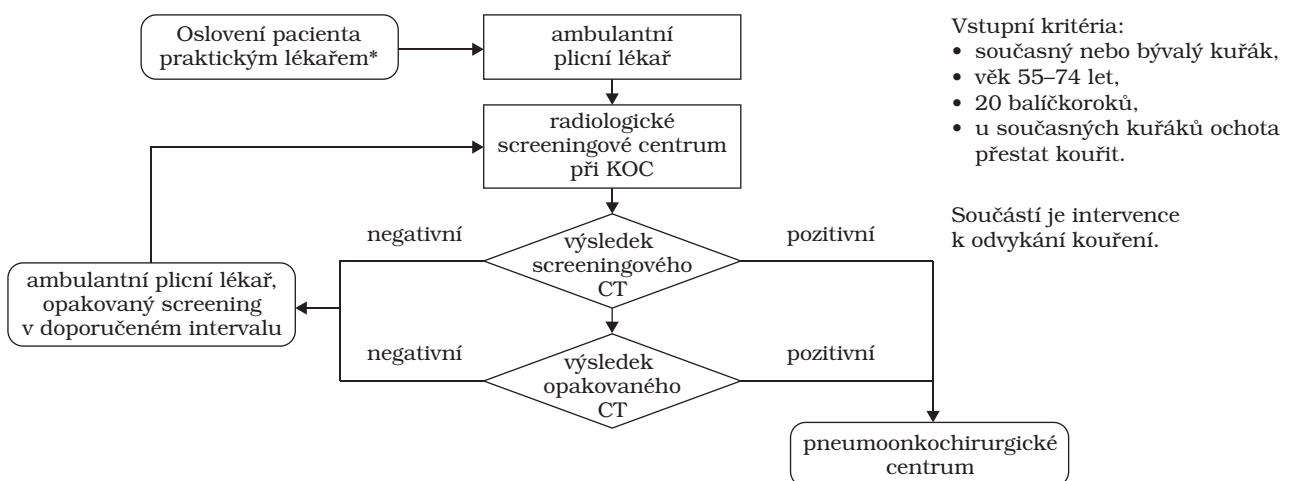 Oslovení pacienta
praktickým lékařem*
ambulantní
plicní lékař
radiologické
screeningové centrum
při KOC
negativní
výsledek
screeningového
CT
pozitivní
ambulantní plicní lékař,
opakovaný screening
v doporučeném intervalu
negativní
výsledek
opakovaného
CT
pozitivní
pneumoonkochirurgické
centrum
Vstupní kritéria:
• současný nebo bývalý kuřák,
• věk 55–74 let,
• 20 balíčkoroků,
• u současných kuřáků ochota
přestat kouřit.
Součástí je intervence
k odvykání kouření.